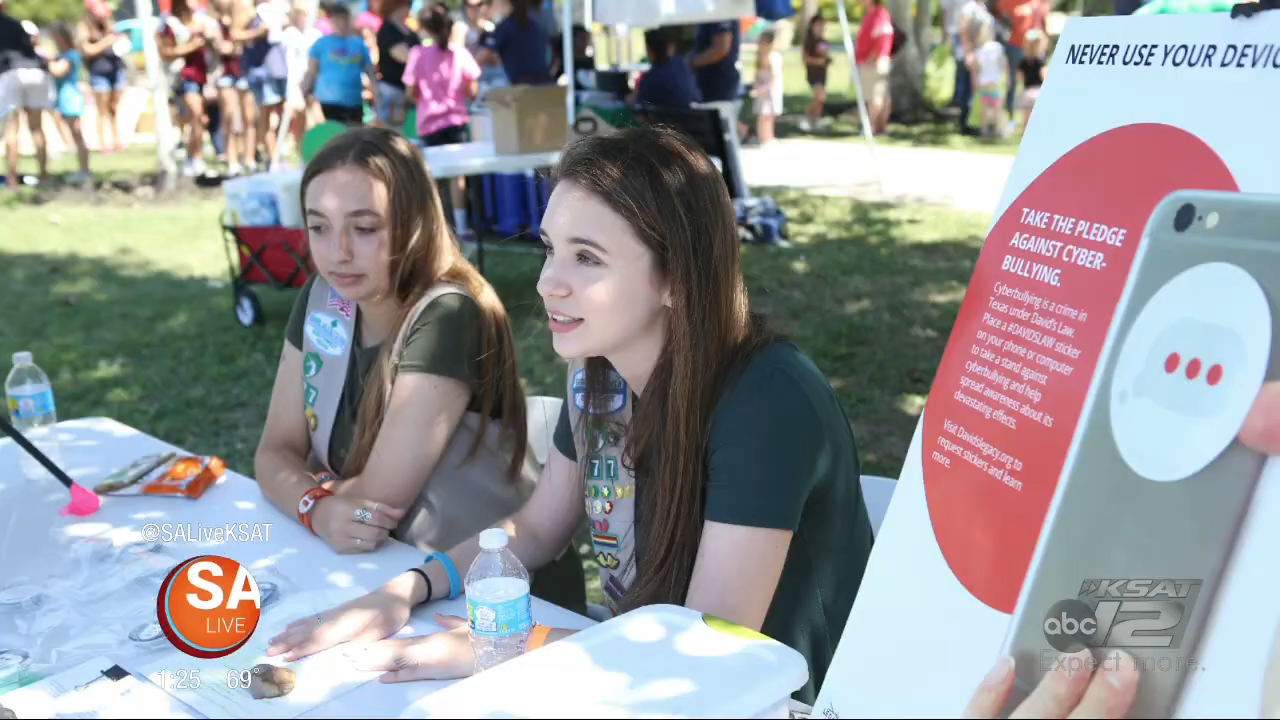 NEVER USE YOUR DEVIC
TAKE THE PLEDGE
AGAINST CYBER-
BULLYING.
Cyberbullying is a crime in
Texas under David's Law.
Place a #DAVIDSLAW sticker
on your phone or computer
to take a stand against
cyberbullying and help
spread awareness about its
devastating effects.
Visit Davidslegacy.org to
request stickers and learn
more.
7
7 7
@SALiveKSAT
SA
LIVE
1:25 69°
KSAT
abc 12
Expect more.